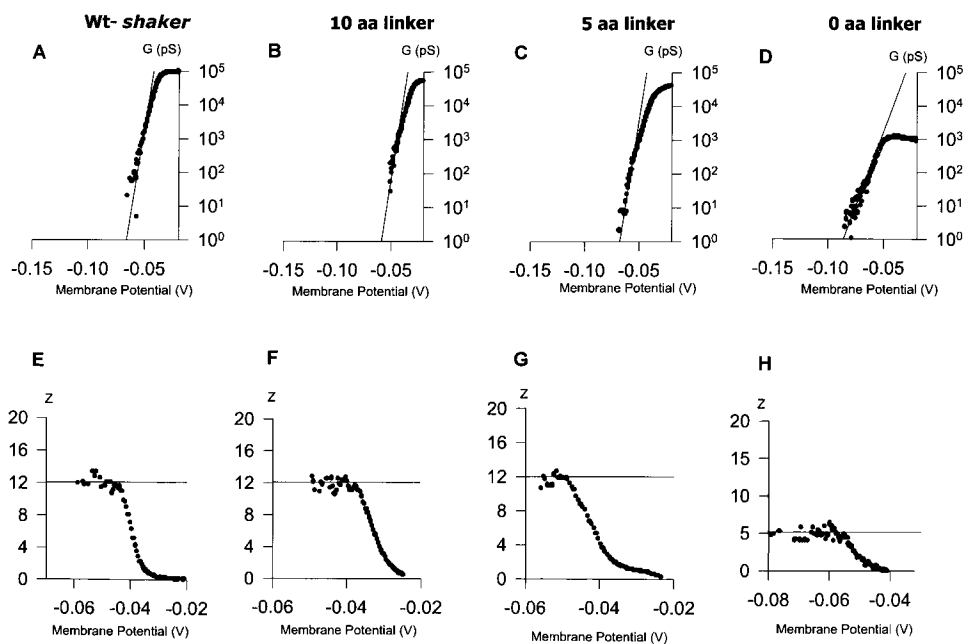 Wt- shaker
10 aa linker
5 aa linker
0 aa linker
A
G (pS)
10^5
10^4
10^3
10^2
10^1
10^0
-0.15 -0.10 -0.05
Membrane Potential (V)
B
G (pS)
10^5
10^4
10^3
10^2
10^1
10^0
-0.15 -0.10 -0.05
Membrane Potential (V)
C
G (pS)
10^5
10^4
10^3
10^2
10^1
10^0
-0.15 -0.10 -0.05
Membrane Potential (V)
D
G (pS)
10^5
10^4
10^3
10^2
10^1
10^0
-0.15 -0.10 -0.05
Membrane Potential (V)
E
z
20
16
12
8
4
0
-0.06 -0.04 -0.02
Membrane Potential (V)
F
z
20
16
12
8
4
0
-0.06 -0.04 -0.02
Membrane Potential (V)
G
z
20
16
12
8
4
0
-0.06 -0.04 -0.02
Membrane Potential (V)
H
z
20
15
10
5
0
-0.08 -0.06 -0.04
Membrane Potential (V)